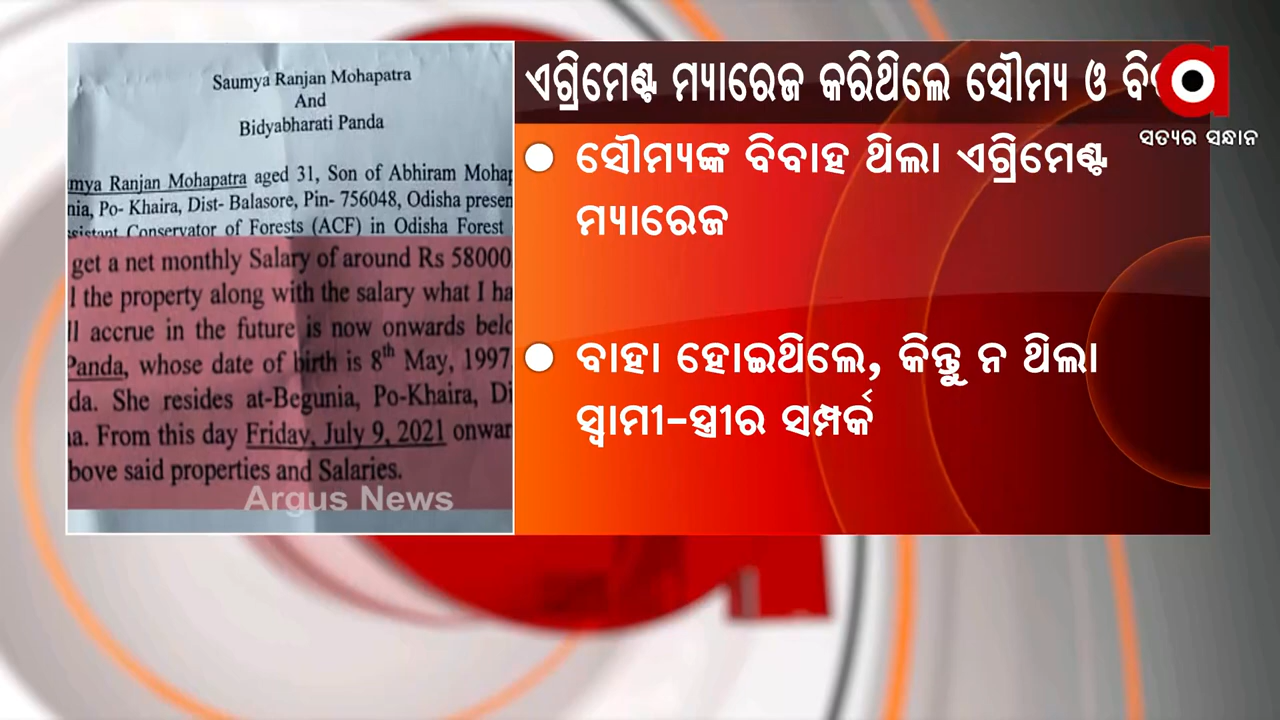 Saumya Ranjan Mohapatra
And
Bidyabharati Panda
mya Ranjan Mohapatra aged 31, Son of Abhiram Mohap
nia, Po- Khaira, Dist- Balasore, Pin- 756048, Odisha presen
sistant Conservator of Forests (ACF) in Odisha Forest
get a net monthly Salary of around Rs 58000
l the property along with the salary what I ha
ll accrue in the future is now onwards belo
Panda, whose date of birth is 8th May, 1997
da. She resides at-Begunia, Po-Khaira, Di
a. From this day Friday, July 9, 2021 onwar
bove said properties and Salaries.
Argus News
ଏଗ୍ରିମେଣ୍ଟ ମ୍ୟାରେଜ କରିଥିଲେ ସୌମ୍ୟ ଓ
ସତ୍ୟର ସନ୍ଧାନ
ସୌମ୍ୟଙ୍କ ବିବାହ ଥିଲା ଏଗ୍ରିମେଣ୍ଟ
ମ୍ୟାରେଜ
ବାହା ହୋଇଥିଲେ, କିନ୍ତୁ ନ ଥିଲା
ସ୍ୱାମୀ-ସ୍ତ୍ରୀର ସମ୍ପର୍କ